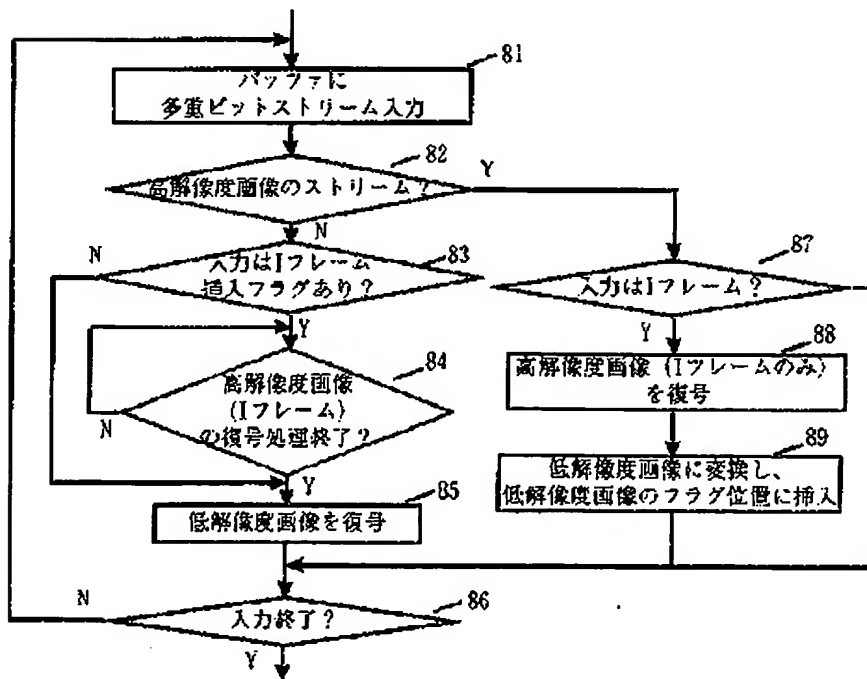 81
バッファに
多重ビットストリーム入力
82
高解像度画像のストリーム?
Y
N
N
入力はIフレーム
挿入フラグあり?
83
87
入力はIフレーム?
Y
Y
84
高解像度画像
(Iフレーム)
の復号処理終了?
N
88
高解像度画像(Iフレームのみ)
を復号
Y
85
低解像度画像を復号
89
低解像度画像に変換し、
低解像度画像のフラグ位置に挿入
N
86
入力終了?
Y